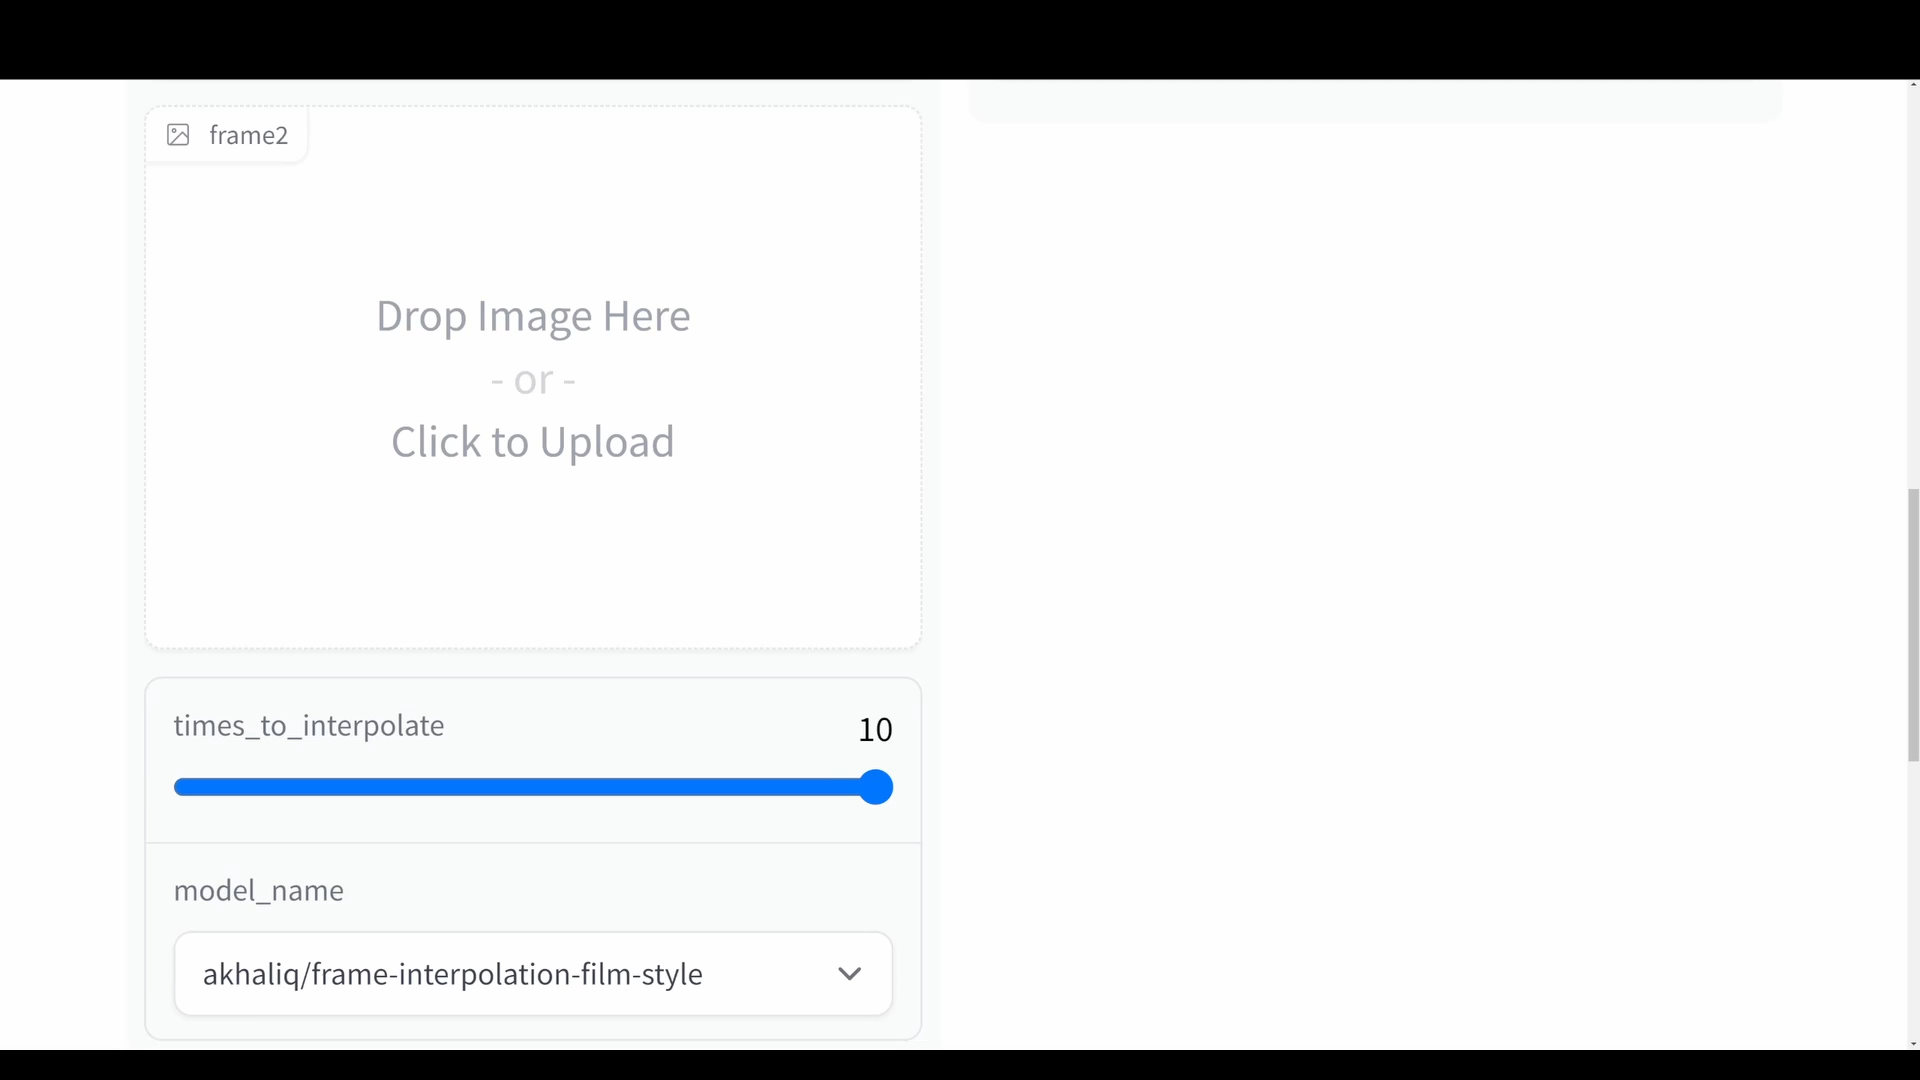 frame2
Drop Image Here
- or -
Click to Upload
times_to_interpolate
10
model_name
akhaliq/frame-interpolation-film-style